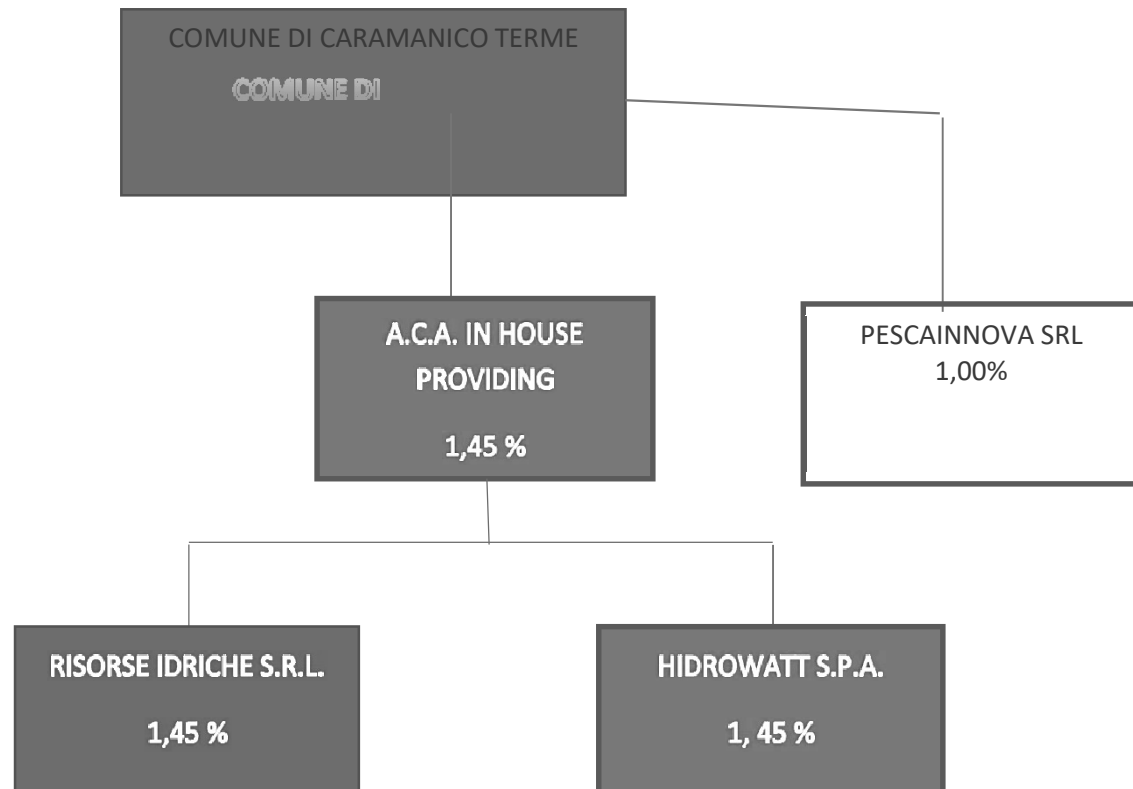 COMUNE DI CARAMANICO TERME
COMUNE DI
A.C.A. IN HOUSE
PROVIDING
1,45 %
PESCAINNOVA SRL
1,00%
RISORSE IDRICHE S.R.L.
1,45 %
HIDROWATT S.P.A.
1, 45 %